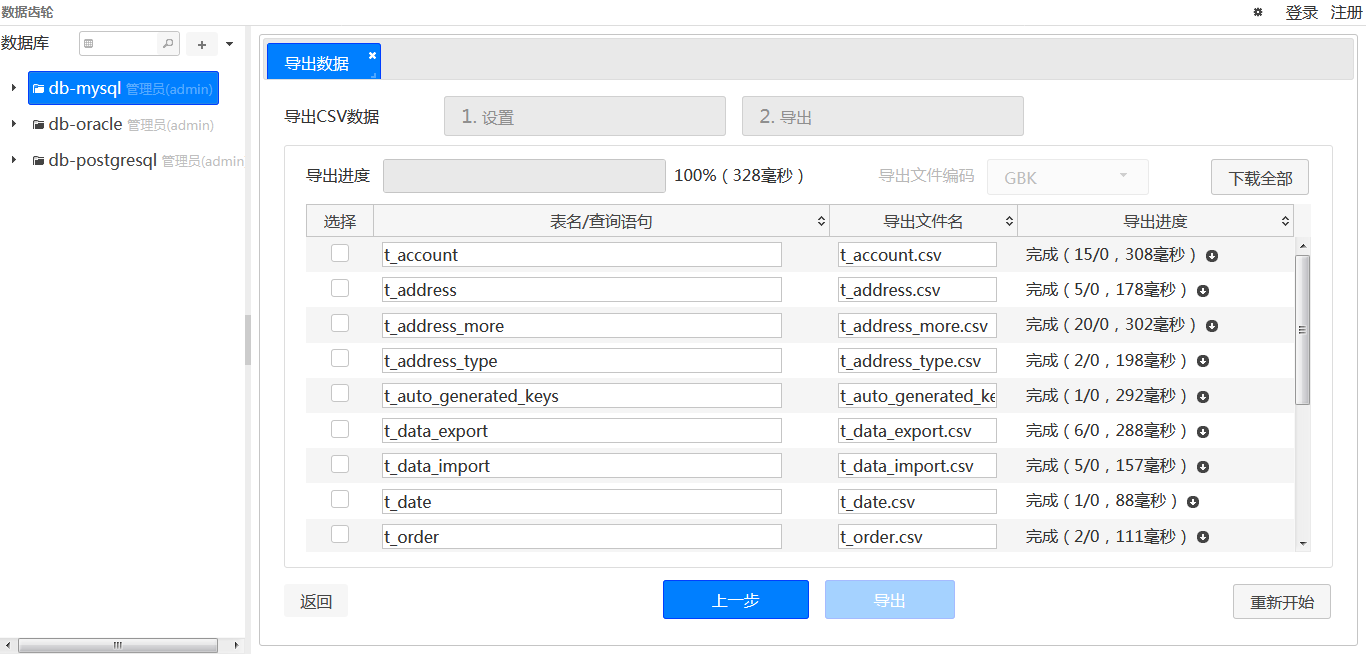 数据齿轮
登录 注册
数据库
db-mysql 管理员(admin)
db-oracle 管理员(admin)
db-postgresql 管理员(admin
导出数据
导出CSV数据
1. 设置
2. 导出
导出进度
100%（328毫秒）
导出文件编码
GBK
下载全部
选择 表名/查询语句 导出文件名 导出进度
t_account t_account.csv 完成（15/0，308毫秒）
t_address t_address.csv 完成（5/0，178毫秒）
t_address_more t_address_more.csv 完成（20/0，302毫秒）
t_address_type t_address_type.csv 完成（2/0，198毫秒）
t_auto_generated_keys t_auto_generated_ke 完成（1/0，292毫秒）
t_data_export t_data_export.csv 完成（6/0，288毫秒）
t_data_import t_data_import.csv 完成（5/0，157毫秒）
t_date t_date.csv 完成（1/0，88毫秒）
t_order t_order.csv 完成（2/0，111毫秒）
返回
上一步
导出
重新开始